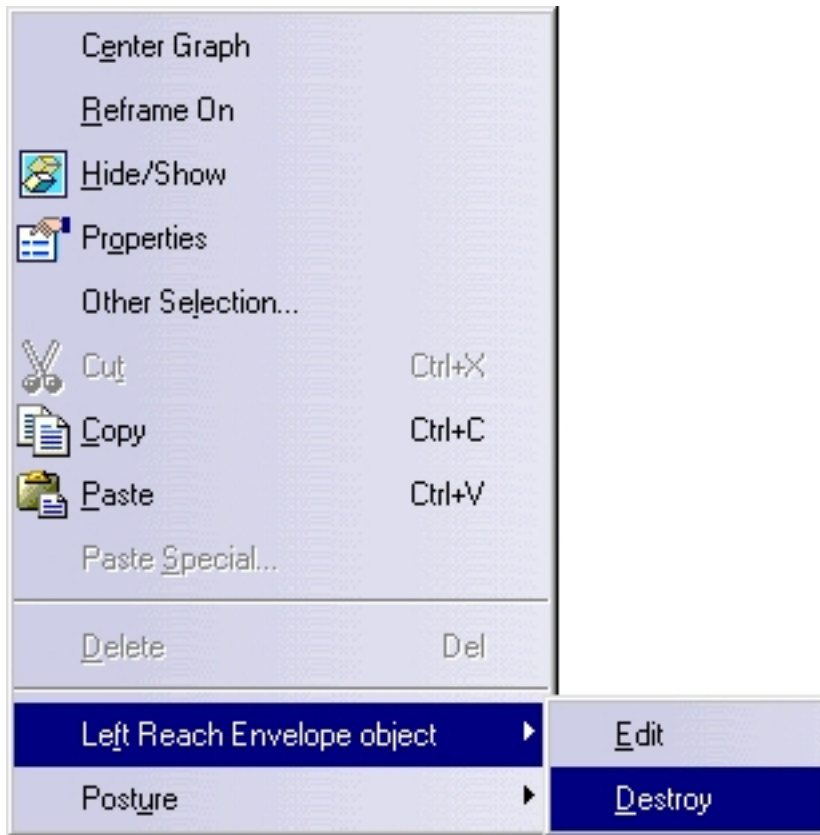 Center Graph
Reframe On
Hide/Show
Properties
Other Selection...
Cut Ctrl+X
Copy Ctrl+C
Paste Ctrl+V
Paste Special...
Delete Del
Left Reach Envelope object Edit
Posture Destroy